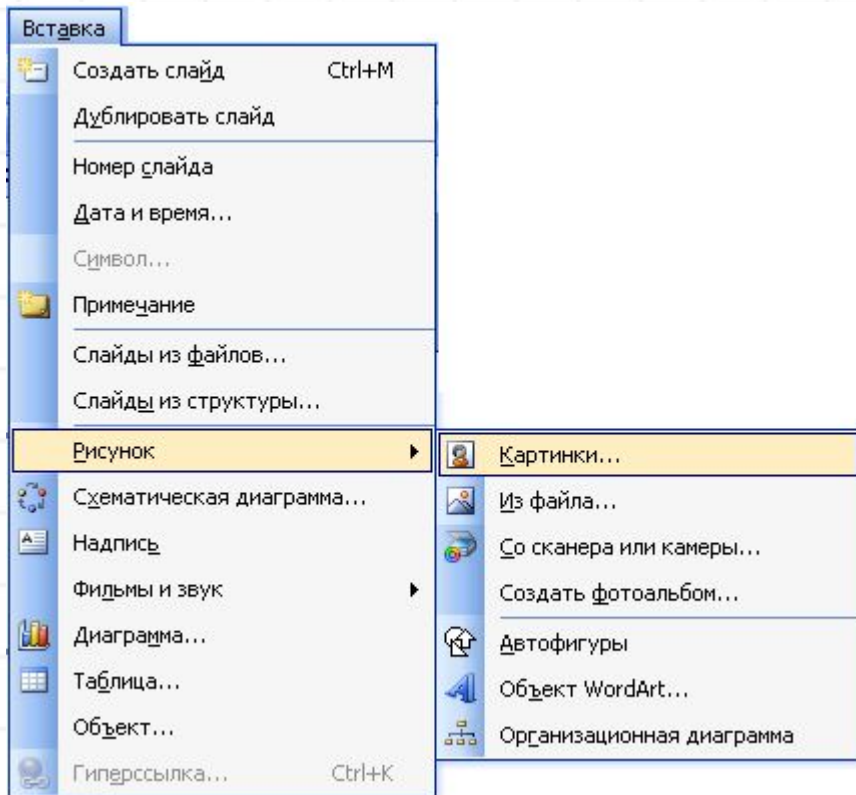 Вставка
Создать слайд Ctrl+M
Дублировать слайд
Номер слайда
Дата и время...
Символ...
Примечание
Слайды из файлов...
Слайды из структуры...
Рисунок
Картинки...
Схематическая диаграмма...
Из файла...
Надпись
Со сканера или камеры...
Фильмы и звук
Создать фотоальбом...
Диаграмма...
Автофигуры
Таблица...
Объект WordArt...
Объект...
Организационная диаграмма
Гиперссылка... Ctrl+K